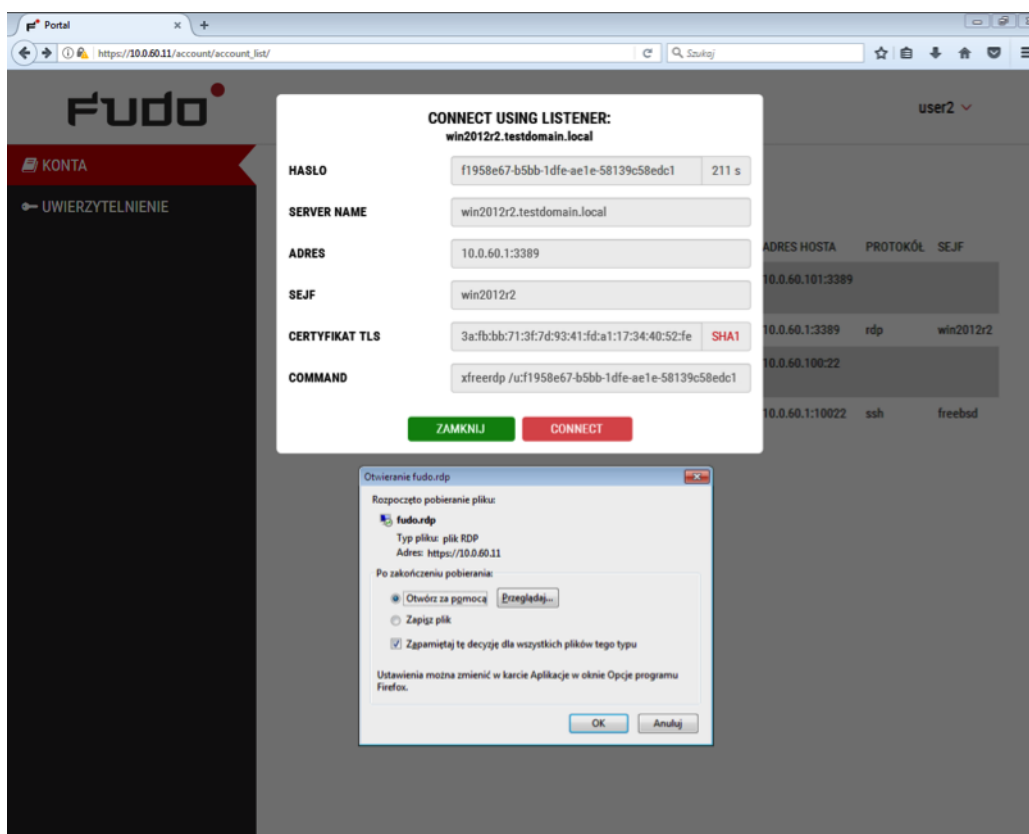 Portal
https://10.0.60.11/account/account_list/
Szukaj
FUDO
user2
KONTA
UWIERZYTELNIENIE
CONNECT USING LISTENER:
win2012r2.testdomain.local
HASLO f1958e67-b5bb-1dfe-ae1e-58139c58edc1 211 s
SERVER NAME win2012r2.testdomain.local
ADRES 10.0.60.1:3389
SEJF win2012r2
CERTYFIKAT TLS 3a:fb:bb:71:3f:7d:93:41:fd:a1:17:34:40:52:fe SHA1
COMMAND xfreerdp /u:f1958e67-b5bb-1dfe-ae1e-58139c58edc1
ZAMKNIJ CONNECT
ADRES HOSTA PROTOKÓŁ SEJF
10.0.60.101:3389
10.0.60.1:3389 rdp win2012r2
10.0.60.100:22
10.0.60.1:10022 ssh freebsd
Otwieranie fudo.rdp
Rozpoczęto pobieranie pliku:
fudo.rdp
Typ pliku: plik RDP
Adres: https://10.0.60.11
Po zakończeniu pobierania:
Otwórz za pomocą Przeglądaj...
Zapisz plik
Zapamiętaj tę decyzję dla wszystkich plików tego typu
Ustawienia można zmienić w karcie Aplikacje w oknie Opcje programu
Firefox.
OK Anuluj